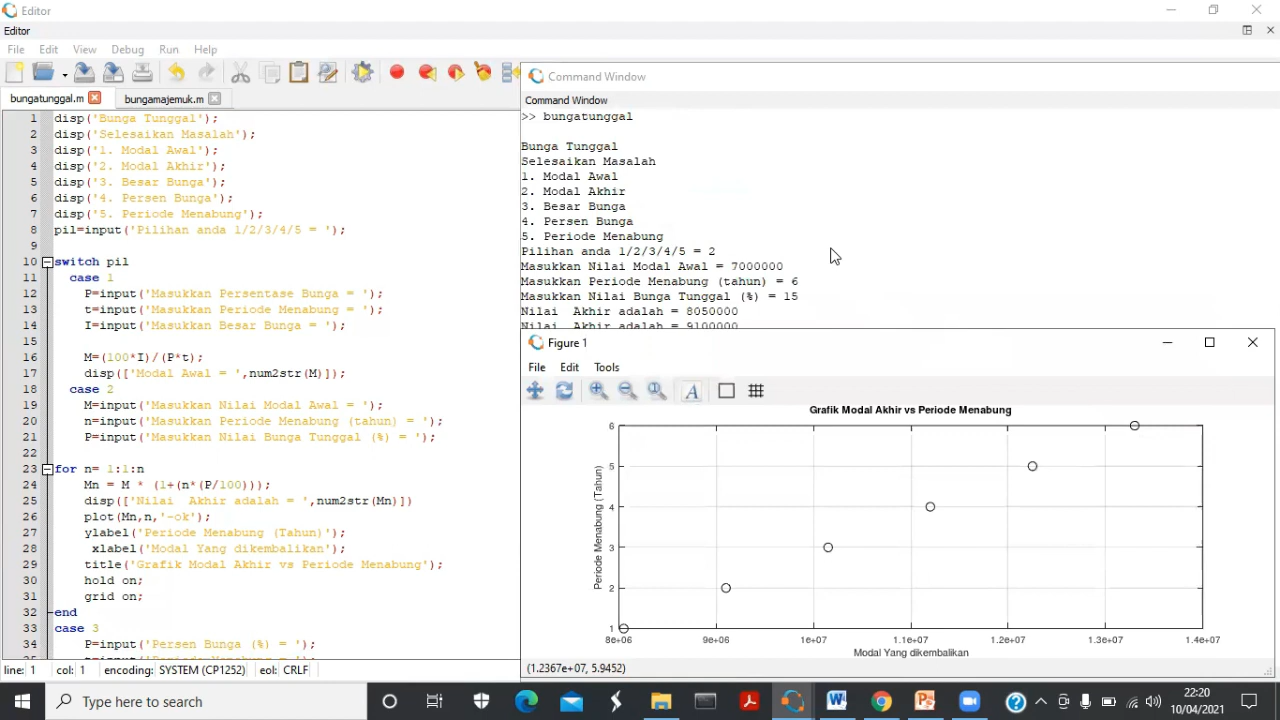 Editor
Editor
File Edit View Debug Run Help
bungatunggal.m bungamajemuk.m
1 disp('Bunga Tunggal');
2 disp('Selesaikan Masalah');
3 disp('1. Modal Awal');
4 disp('2. Modal Akhir');
5 disp('3. Besar Bunga');
6 disp('4. Persen Bunga');
7 disp('5. Periode Menabung');
8 pil=input('Pilihan anda 1/2/3/4/5 = ');
9
10 switch pil
11 case 1
12 P=input('Masukkan Persentase Bunga = ');
13 t=input('Masukkan Periode Menabung = ');
14 I=input('Masukkan Besar Bunga = ');
15
16 M=(100*I)/(P*t);
17 disp(['Modal Awal = ',num2str(M)]);
18 case 2
19 M=input('Masukkan Nilai Modal Awal = ');
20 n=input('Masukkan Periode Menabung (tahun) = ');
21 P=input('Masukkan Nilai Bunga Tunggal (%) = ');
22
23 for n= 1:1:n
24 Mn = M * (1+(n*(P/100)));
25 disp(['Nilai  Akhir adalah = ',num2str(Mn)])
26 plot(Mn,n,'-ok');
27 ylabel('Periode Menabung (Tahun)');
28 xlabel('Modal Yang dikembalikan');
29 title('Grafik Modal Akhir vs Periode Menabung');
30 hold on;
31 grid on;
32 end
33 case 3
34 P=input('Persen Bunga (%) = ');
line: 1 col: 1 encoding: SYSTEM (CP1252) eol: CRLF
Command Window
Command Window
>> bungatunggal
Bunga Tunggal
Selesaikan Masalah
1. Modal Awal
2. Modal Akhir
3. Besar Bunga
4. Persen Bunga
5. Periode Menabung
Pilihan anda 1/2/3/4/5 = 2
Masukkan Nilai Modal Awal = 7000000
Masukkan Periode Menabung (tahun) = 6
Masukkan Nilai Bunga Tunggal (%) = 15
Nilai  Akhir adalah = 8050000
Nilai  Akhir adalah = 9100000
Figure 1
File Edit Tools
A
Grafik Modal Akhir vs Periode Menabung
6
5
4
3
2
1
Periode Menabung (Tahun)
8e+06 9e+06 1e+07 1.1e+07 1.2e+07 1.3e+07 1.4e+07
Modal Yang dikembalikan
(1.2367e+07, 5.9452)
Type here to search
22:20
10/04/2021